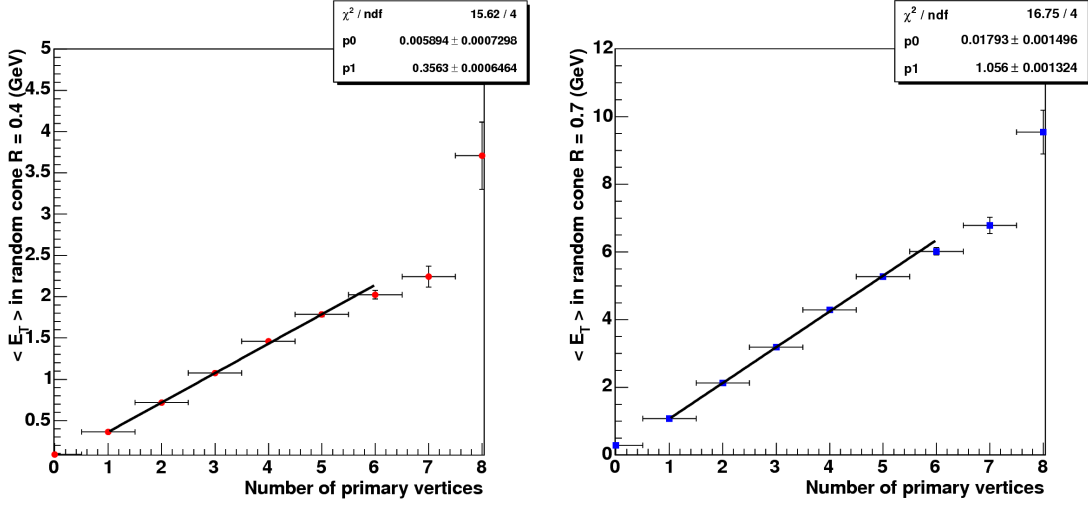 χ² / ndf 15.62 / 4
p0 0.005894 ± 0.0007298
p1 0.3563 ± 0.0006464
< E_T > in random cone R = 0.4 (GeV)
5
4.5
4
3.5
3
2.5
2
1.5
1
0.5
0 1 2 3 4 5 6 7 8
Number of primary vertices
χ² / ndf 16.75 / 4
p0 0.01793 ± 0.001496
p1 1.056 ± 0.001324
< E_T > in random cone R = 0.7 (GeV)
12
10
8
6
4
2
0
0 1 2 3 4 5 6 7 8
Number of primary vertices